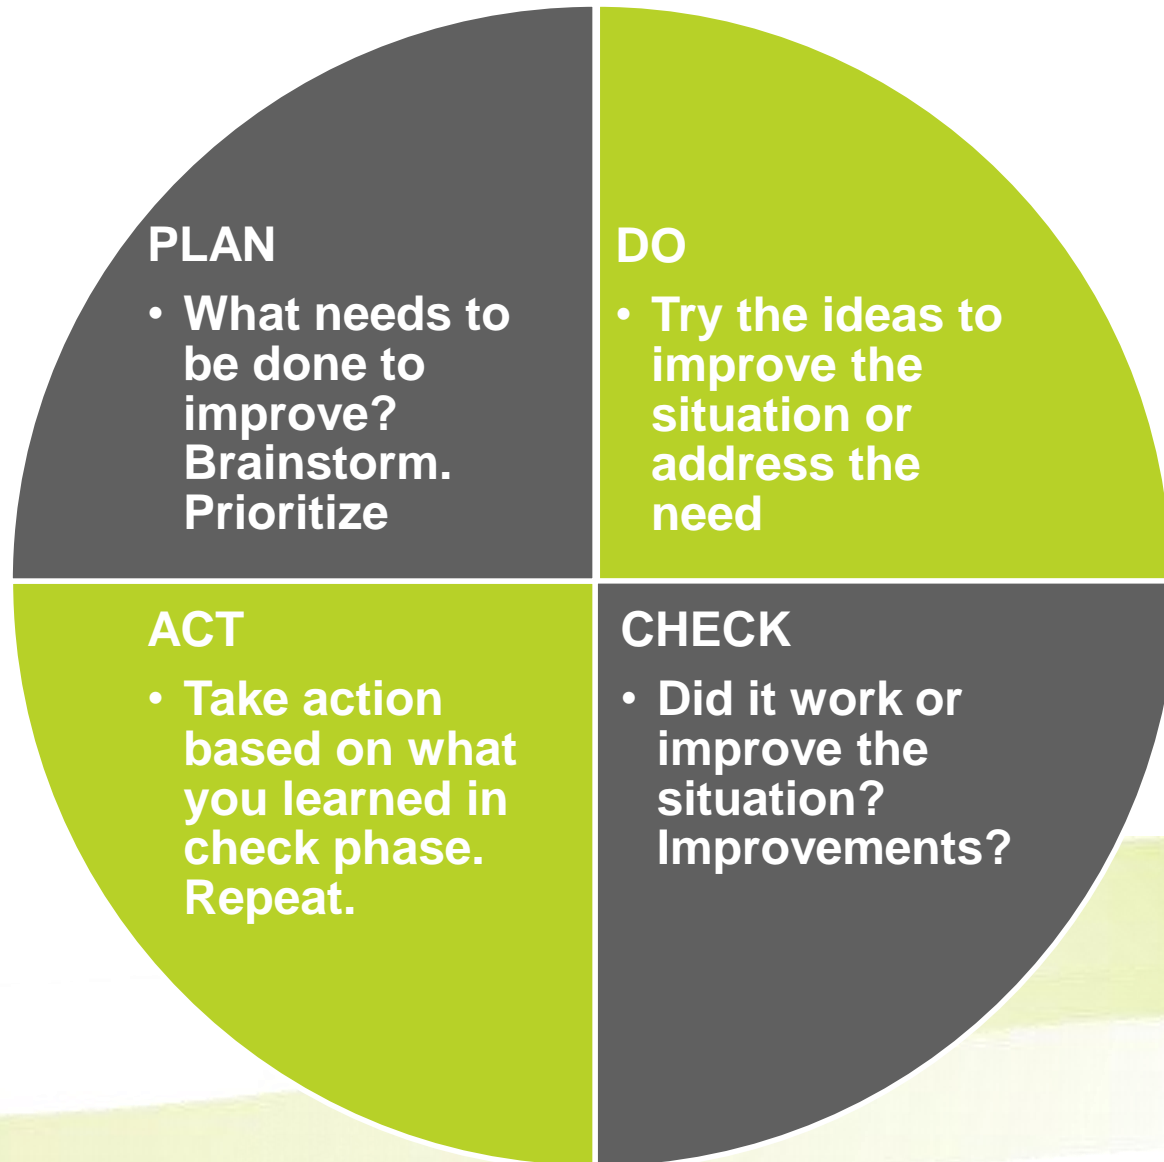 PLAN
• What needs to
be done to
improve?
Brainstorm.
Prioritize
DO
• Try the ideas to
improve the
situation or
address the
need
CHECK
• Did it work or
improve the
situation?
Improvements?
ACT
• Take action
based on what
you learned in
check phase.
Repeat.